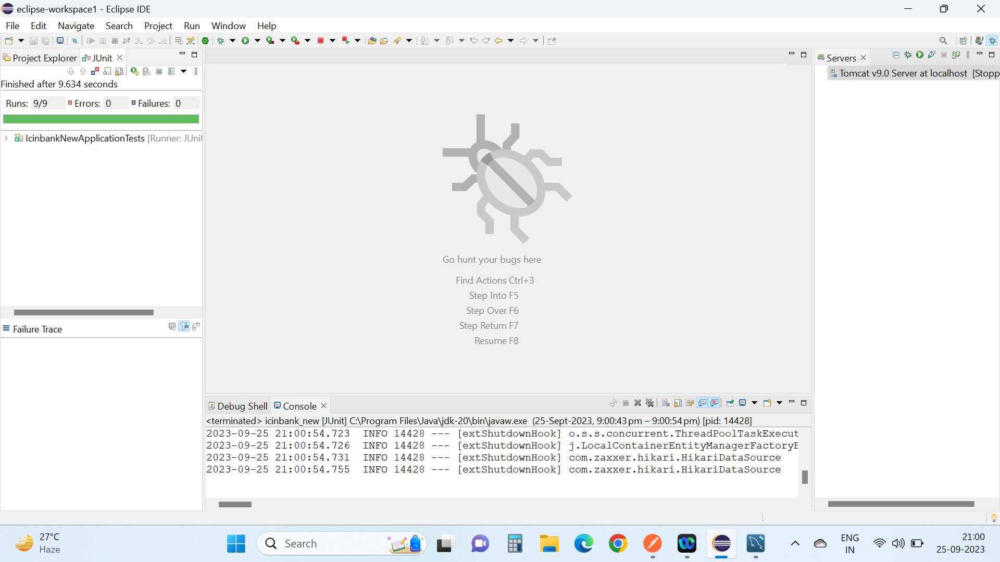 eclipse-workspace1 - Eclipse IDE
File Edit Navigate Search Project Run Window Help
Project Explorer JUnit
Finished after 9.634 seconds
Runs: 9/9 Errors: 0 Failures: 0
IcinbankNewApplicationTests [Runner: JUnit
Failure Trace
Go hunt your bugs here
Find Actions Ctrl+3
Step Into F5
Step Over F6
Step Return F7
Resume F8
Servers
Tomcat v9.0 Server at localhost [Stopp
Debug Shell Console
<terminated> icinbank_new [JUnit] C:\Program Files\Java\jdk-20\bin\javaw.exe (25-Sept-2023, 9:00:43 pm – 9:00:54 pm) [pid: 14428]
2023-09-25 21:00:54.723 INFO 14428 --- [extShutdownHook] o.s.s.concurrent.ThreadPoolTaskExecut
2023-09-25 21:00:54.726 INFO 14428 --- [extShutdownHook] j.LocalContainerEntityManagerFactoryB
2023-09-25 21:00:54.731 INFO 14428 --- [extShutdownHook] com.zaxxer.hikari.HikariDataSource
2023-09-25 21:00:54.755 INFO 14428 --- [extShutdownHook] com.zaxxer.hikari.HikariDataSource
27°C
Haze
Search
ENG
IN
21:00
25-09-2023